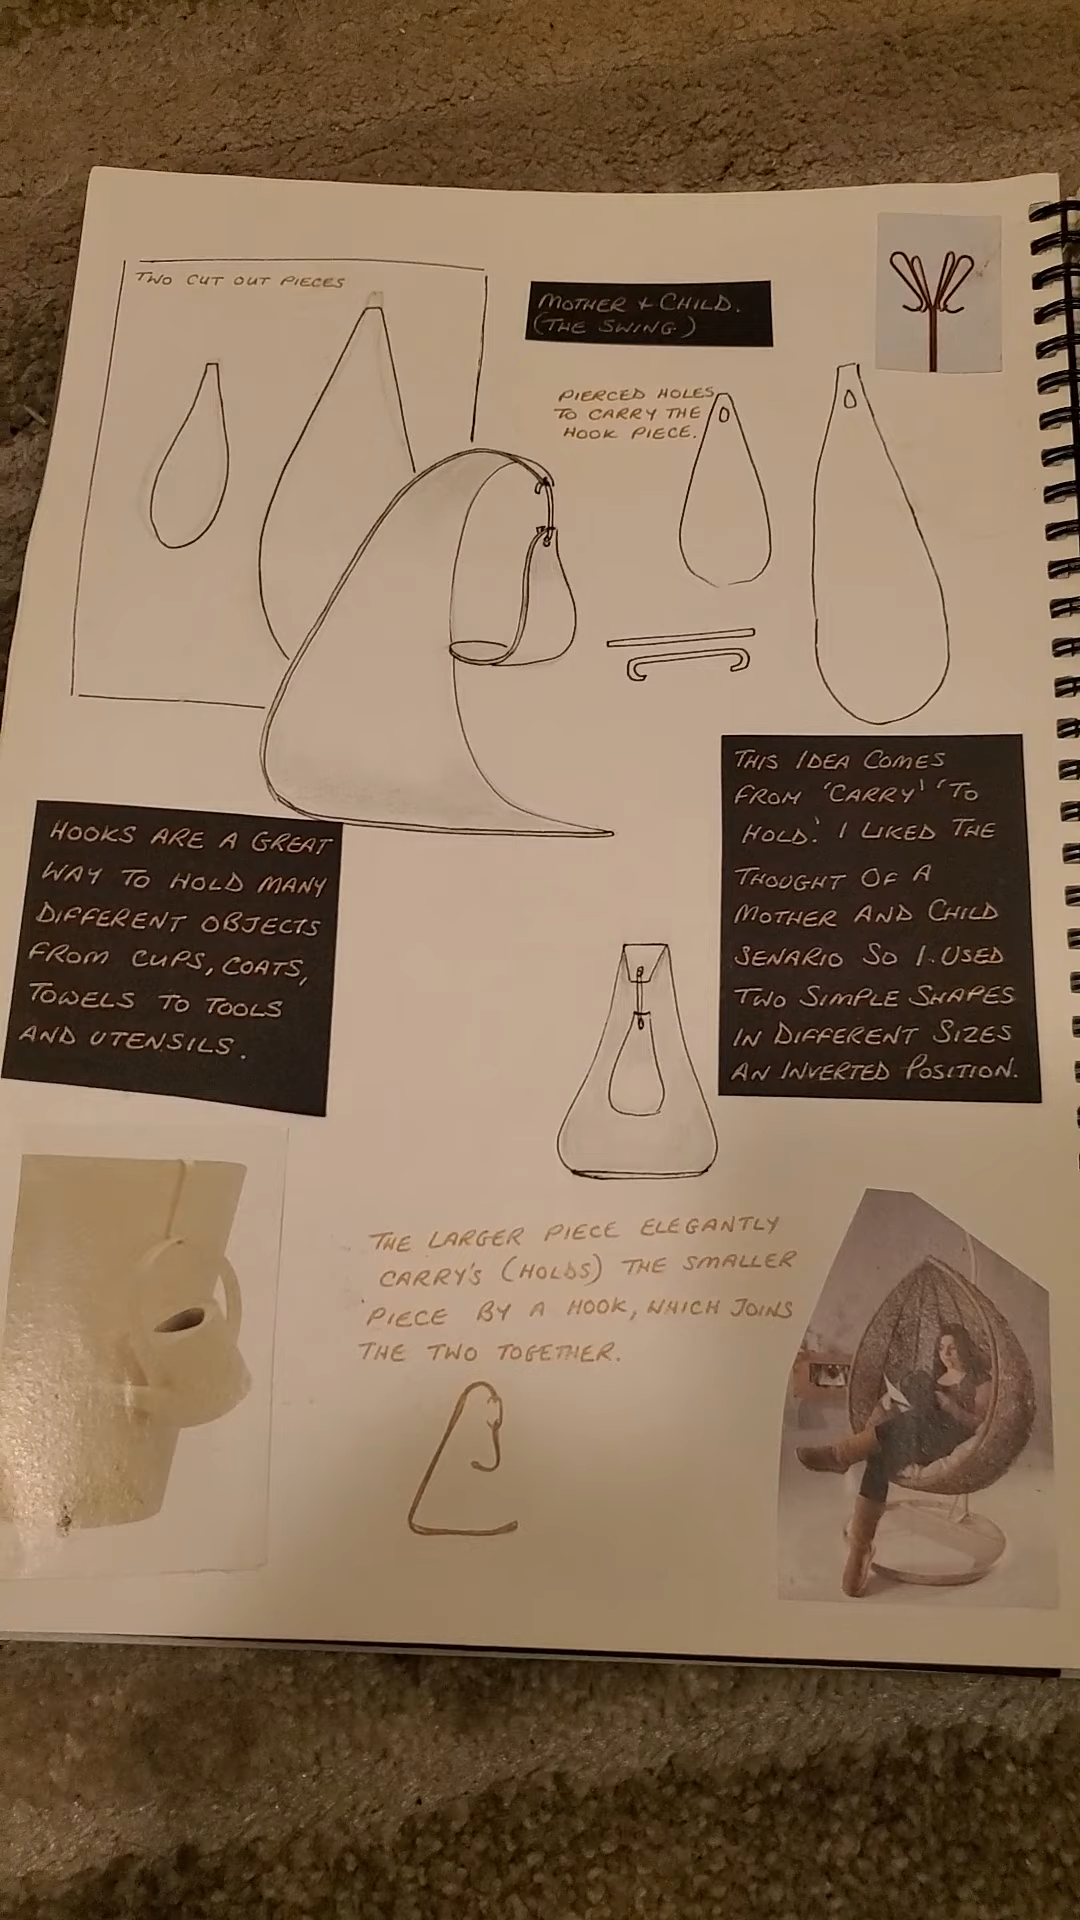 TWO CUT OUT PIECES
MOTHER + CHILD.
(THE SWING)
PIERCED HOLES
TO CARRY THE
HOOK PIECE.
THIS IDEA COMES
FROM 'CARRY' 'TO
HOLD.' I LIKED THE
THOUGHT OF A
MOTHER AND CHILD
SENARIO SO I USED
TWO SIMPLE SHAPES
IN DIFFERENT SIZES
AN INVERTED POSITION.
HOOKS ARE A GREAT
WAY TO HOLD MANY
DIFFERENT OBJECTS
FROM CUPS, COATS,
TOWELS TO TOOLS
AND UTENSILS.
THE LARGER PIECE ELEGANTLY
CARRY'S (HOLDS) THE SMALLER
PIECE BY A HOOK, WHICH JOINS
THE TWO TOGETHER.